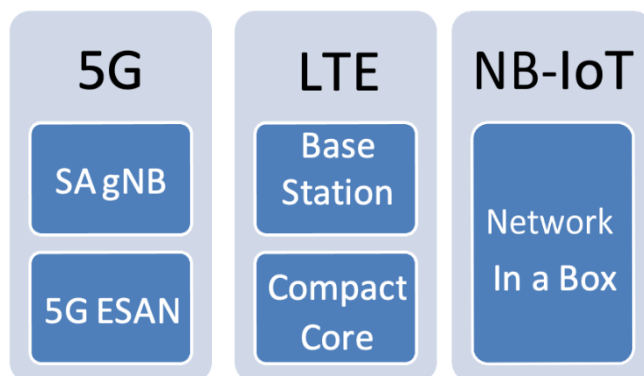 5G
SA gNB
5G ESAN
LTE
Base
Station
Compact
Core
NB-IoT
Network
In a Box